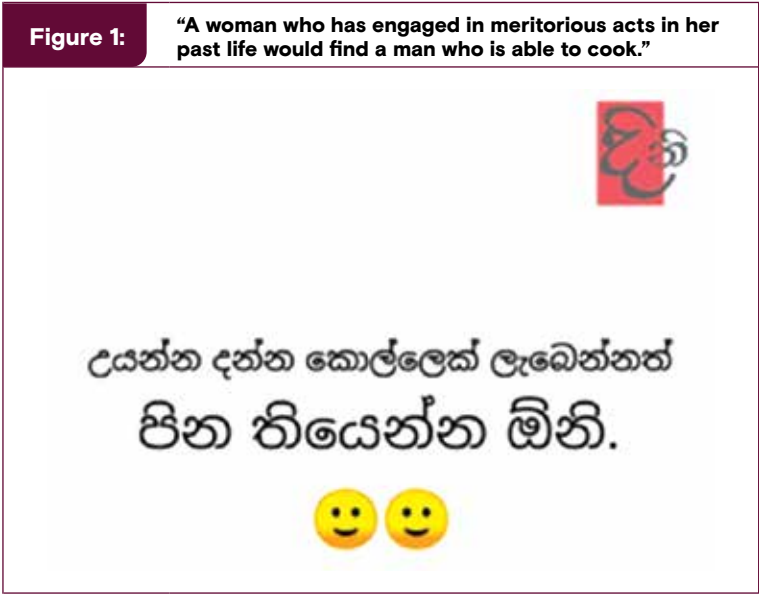 Figure 1:
“A woman who has engaged in meritorious acts in her
past life would find a man who is able to cook.”
උයන්න දන්න කොල්ලෙක් ලැබෙන්නත්
පින තියෙන්න ඕනි.